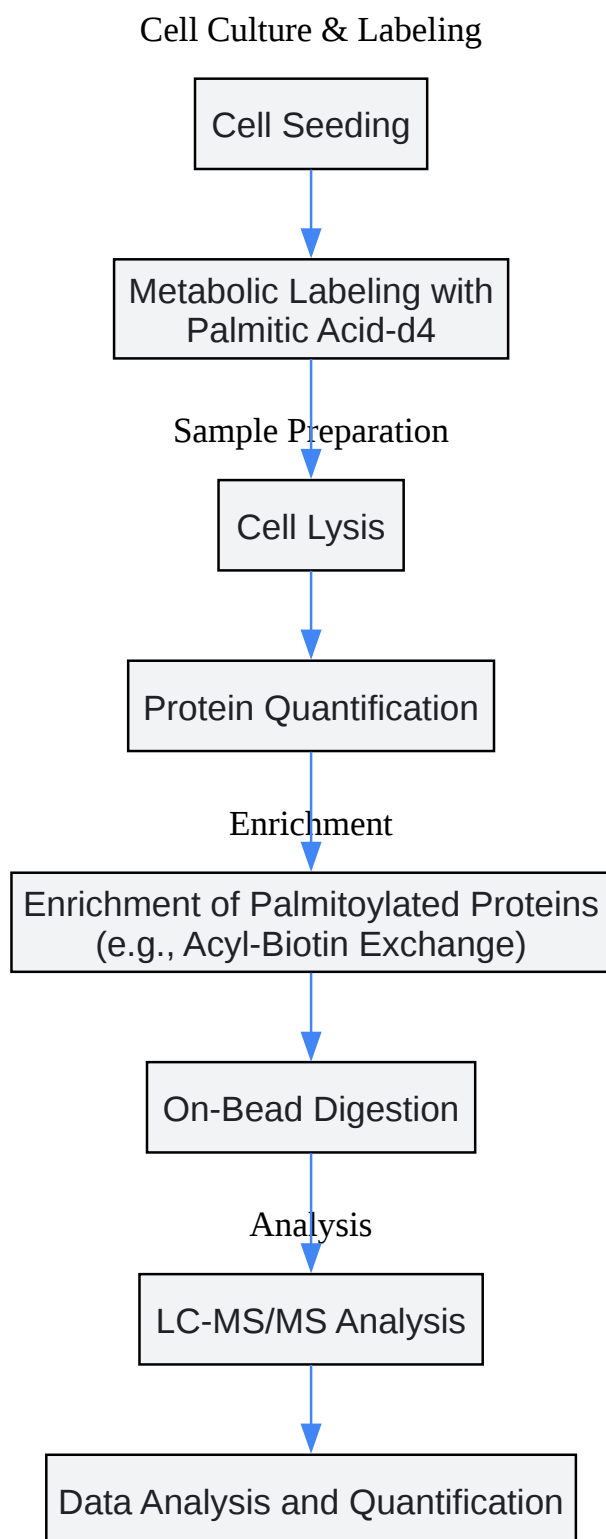 Cell Culture & Labeling
Cell Seeding
Metabolic Labeling with
Palmitic Acid-d4
Sample Preparation
Cell Lysis
Protein Quantification
Enrichment
Enrichment of Palmitoylated Proteins
(e.g., Acyl-Biotin Exchange)
On-Bead Digestion
Analysis
LC-MS/MS Analysis
Data Analysis and Quantification